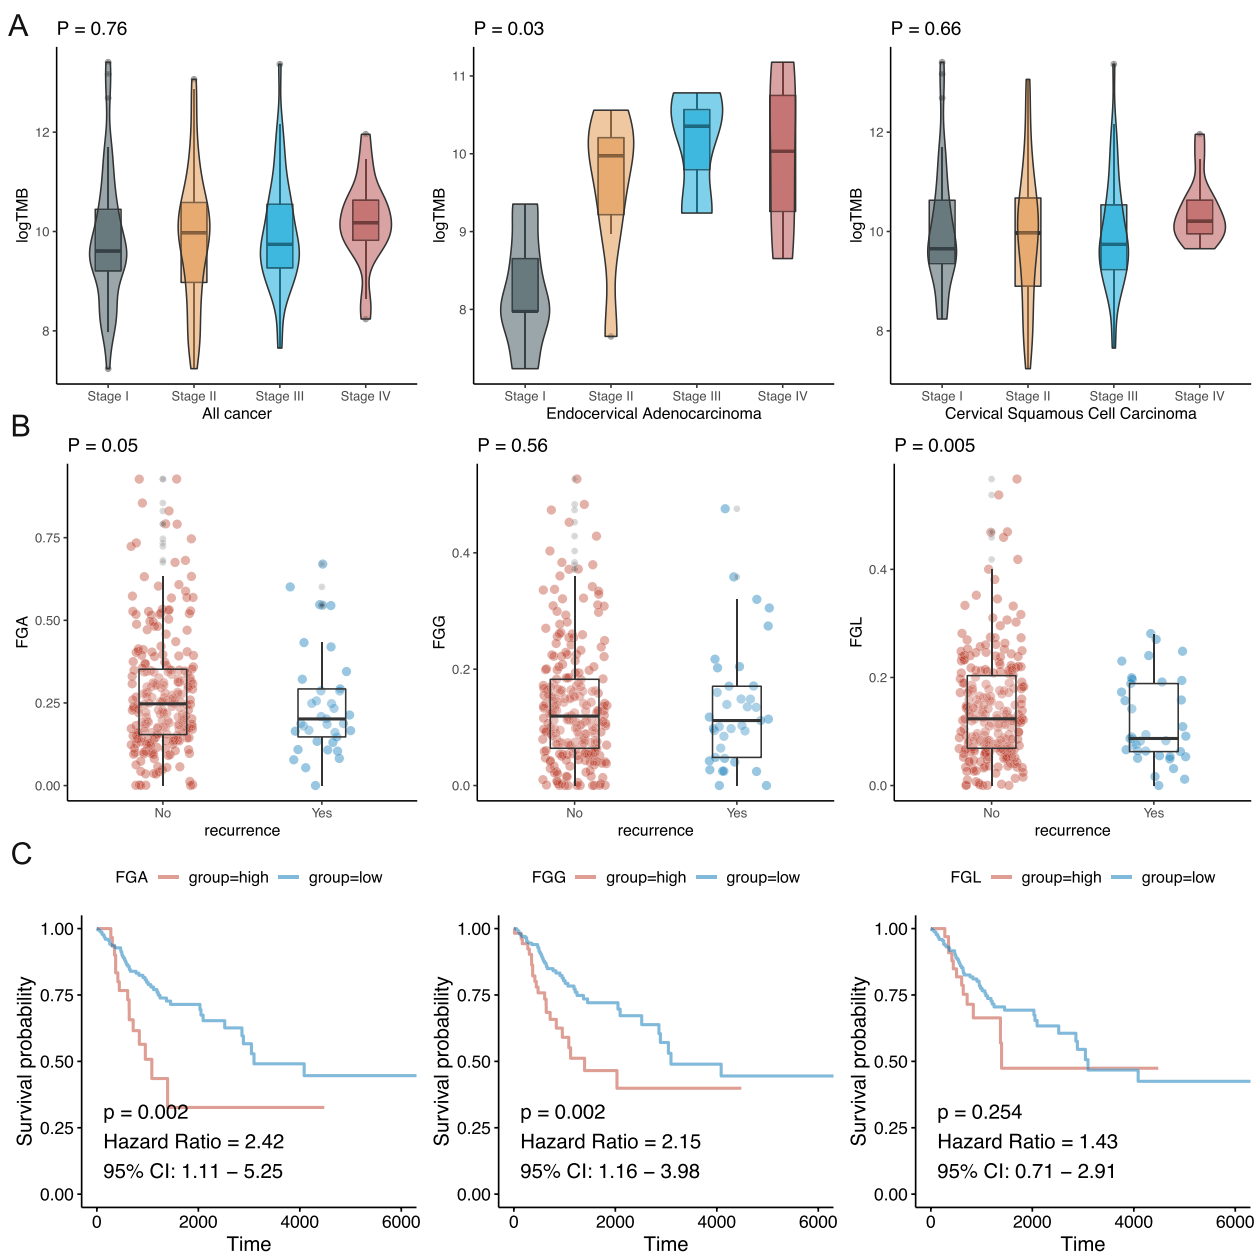 A
P = 0.76
P = 0.03
P = 0.66
logTMB
12
10
8
Stage I Stage II Stage III Stage IV
All cancer
logTMB
11
10
9
8
Stage I Stage II Stage III Stage IV
Endocervical Adenocarcinoma
logTMB
12
10
8
Stage I Stage II Stage III Stage IV
Cervical Squamous Cell Carcinoma
B
P = 0.05
P = 0.56
P = 0.005
FGA
0.75
0.50
0.25
0.00
No Yes
recurrence
FGG
0.4
0.2
0.0
No Yes
recurrence
FGL
0.4
0.2
0.0
No Yes
recurrence
C
FGA group=high group=low
Survival probability
1.00
0.75
0.50
0.25
0.00
p = 0.002
Hazard Ratio = 2.42
95% CI: 1.11 – 5.25
0 2000 4000 6000
Time
FGG group=high group=low
Survival probability
1.00
0.75
0.50
0.25
0.00
p = 0.002
Hazard Ratio = 2.15
95% CI: 1.16 – 3.98
0 2000 4000 6000
Time
FGL group=high group=low
Survival probability
1.00
0.75
0.50
0.25
0.00
p = 0.254
Hazard Ratio = 1.43
95% CI: 0.71 – 2.91
0 2000 4000 6000
Time